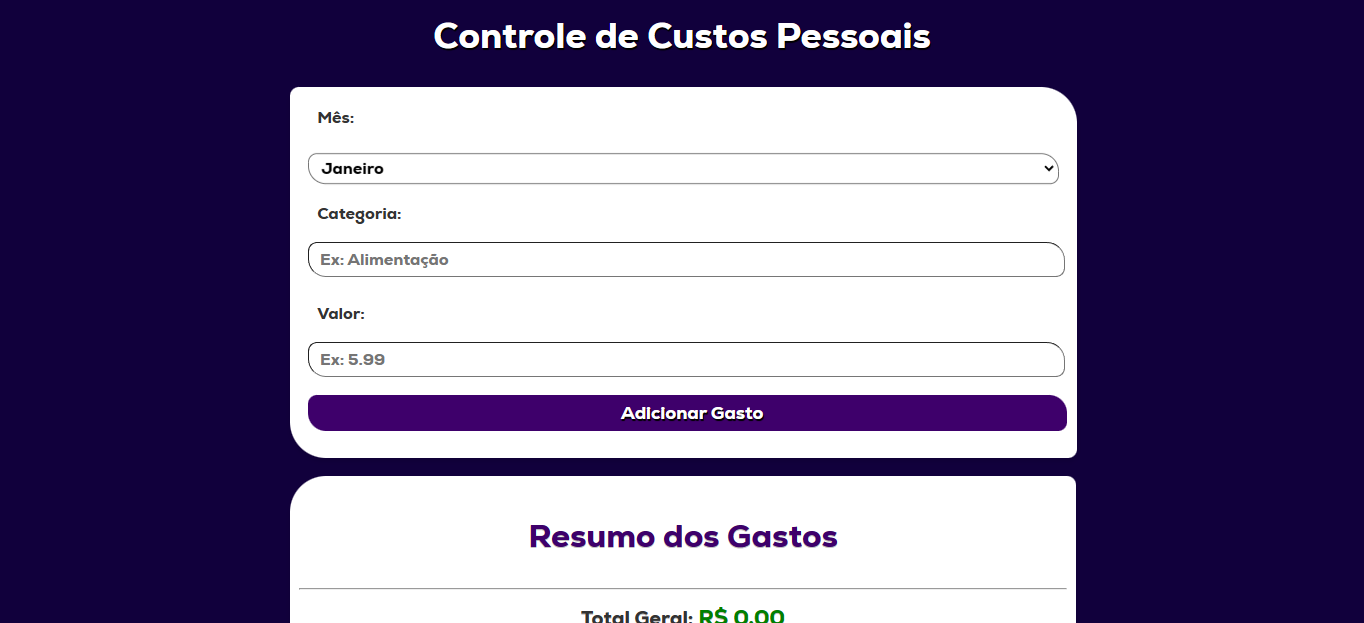 Controle de Custos Pessoais
Mês:
Janeiro
Categoria:
Ex: Alimentação
Valor:
Ex: 5.99
Adicionar Gasto
Resumo dos Gastos
Total Geral: R$ 0.00